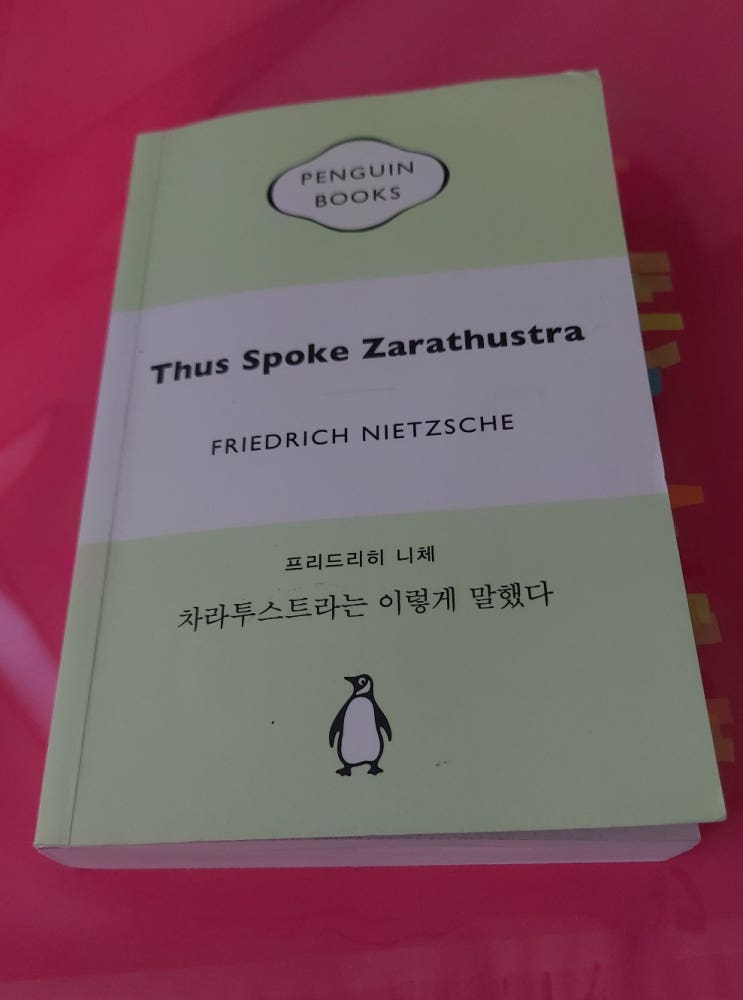 PENGUIN
BOOKS
Thus Spoke Zarathustra
FRIEDRICH NIETZSCHE
프리드리히 니체
차라투스트라는 이렇게 말했다